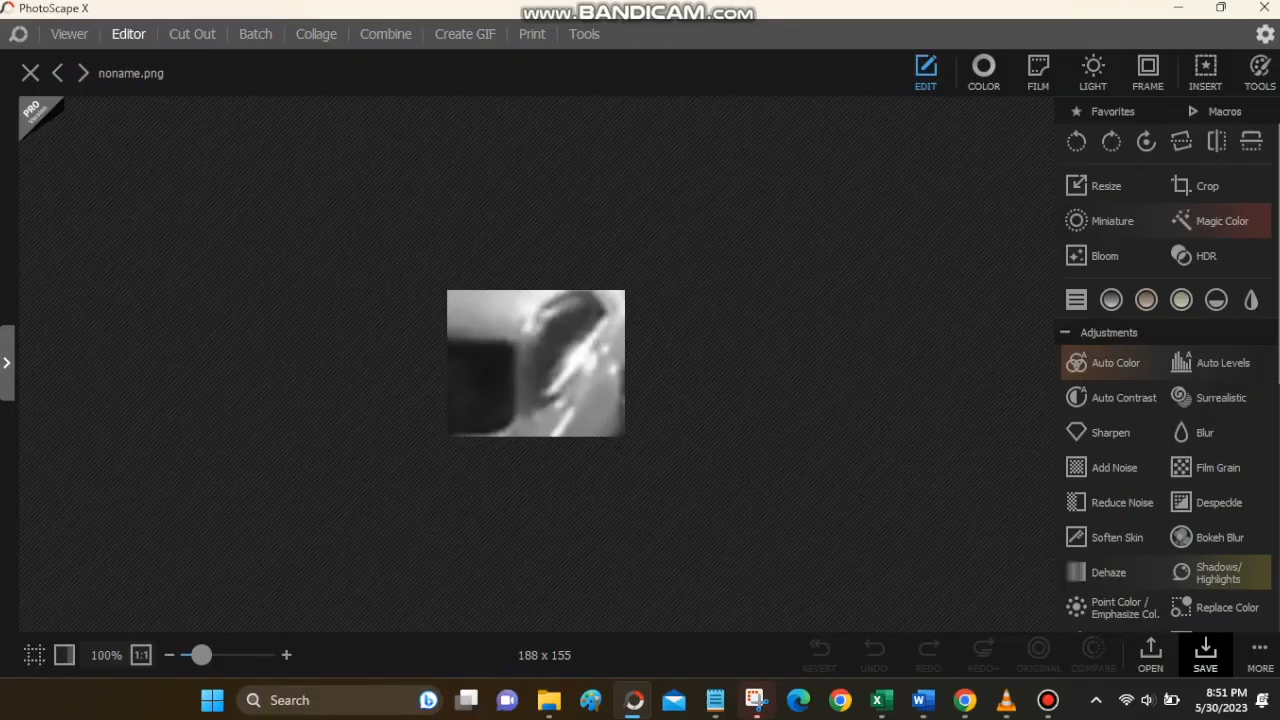 PhotoScape X
www.BANDICAM.com
Viewer Editor Cut Out Batch Collage Combine Create GIF Print Tools
noname.png
EDIT COLOR FILM LIGHT FRAME INSERT TOOLS
PRO
Version
Favorites Macros
Resize Crop
Miniature Magic Color
Bloom HDR
Adjustments
Auto Color Auto Levels
Auto Contrast Surrealistic
Sharpen Blur
Add Noise Film Grain
Reduce Noise Despeckle
Soften Skin Bokeh Blur
Dehaze Shadows/
Highlights
Point Color /
Emphasize Col. Replace Color
100% 1:1 188 x 155
REVERT UNDO REDO REDO+ ORIGINAL COMPARE OPEN SAVE MORE
Search
8:51 PM
5/30/2023